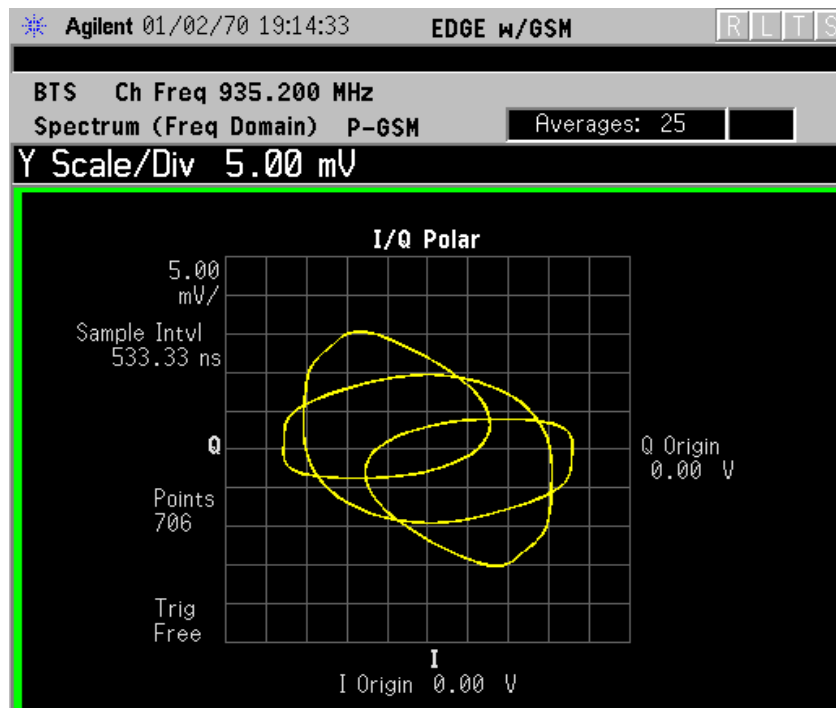 Agilent 01/02/70 19:14:33 EDGE w/GSM R L T S
BTS Ch Freq 935.200 MHz
Spectrum (Freq Domain) P-GSM Averages: 25
Y Scale/Div 5.00 mV
I/Q Polar
5.00
mV/
Sample Intvl
533.33 ns
Q
Q Origin
0.00 V
Points
706
Trig
Free
I
I Origin 0.00 V